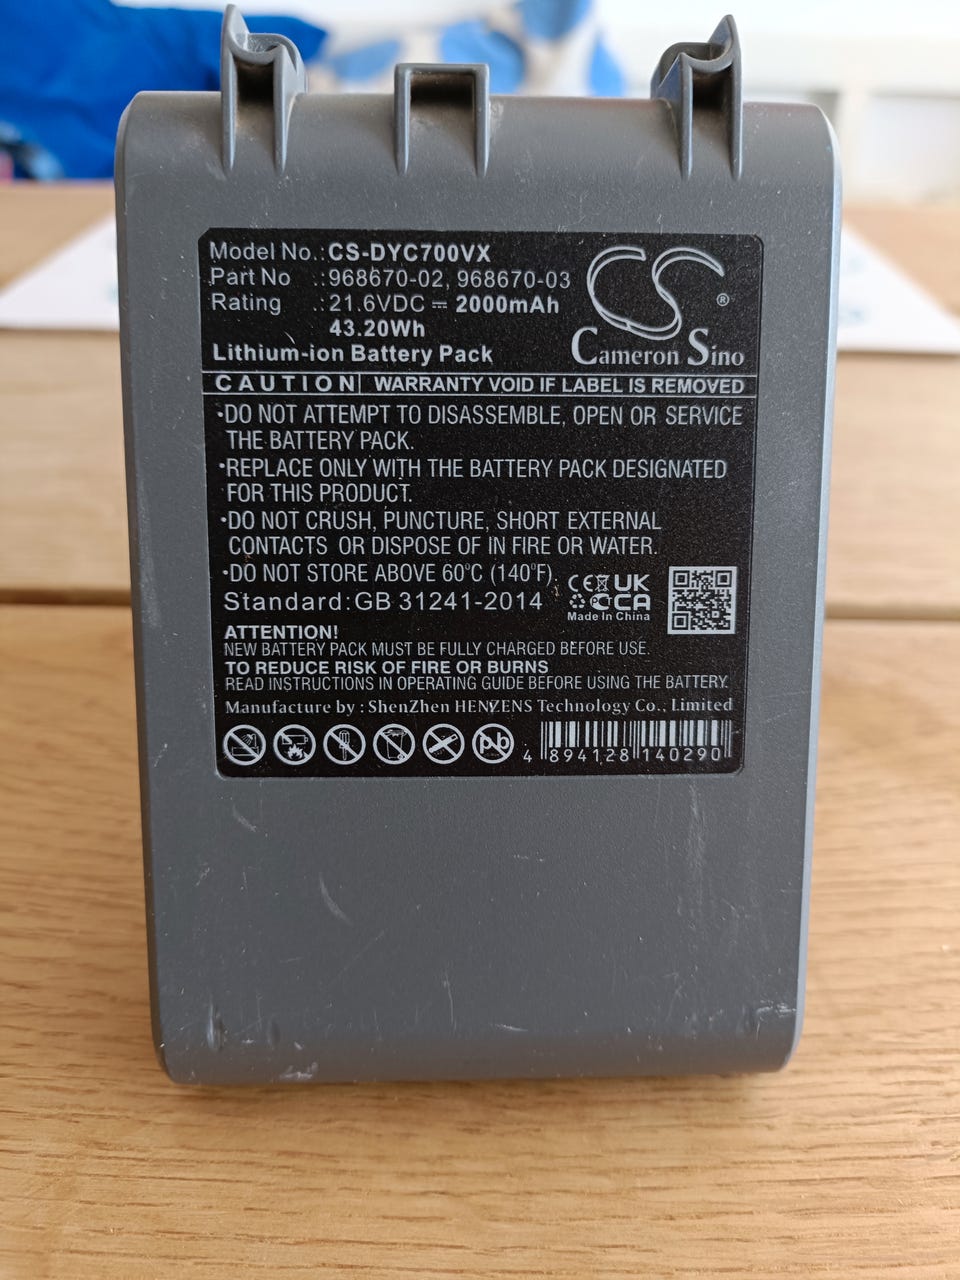 Model No.:CS-DYC700VX
Part No .:968670-02, 968670-03
Rating .:21.6VDC ⎓ 2000mAh
43.20Wh
Lithium-ion Battery Pack
CS®
Cameron Sino
CAUTION WARRANTY VOID IF LABEL IS REMOVED
•DO NOT ATTEMPT TO DISASSEMBLE, OPEN OR SERVICE
THE BATTERY PACK.
•REPLACE ONLY WITH THE BATTERY PACK DESIGNATED
FOR THIS PRODUCT.
•DO NOT CRUSH, PUNCTURE, SHORT EXTERNAL
CONTACTS OR DISPOSE OF IN FIRE OR WATER.
•DO NOT STORE ABOVE 60°C (140°F).
CE UK
PCT CA
Made In China
Standard:GB 31241-2014
ATTENTION!
NEW BATTERY PACK MUST BE FULLY CHARGED BEFORE USE.
TO REDUCE RISK OF FIRE OR BURNS
READ INSTRUCTIONS IN OPERATING GUIDE BEFORE USING THE BATTERY.
Manufacture by : ShenZhen HENZENS Technology Co., Limited
Pb
4 894128 140290